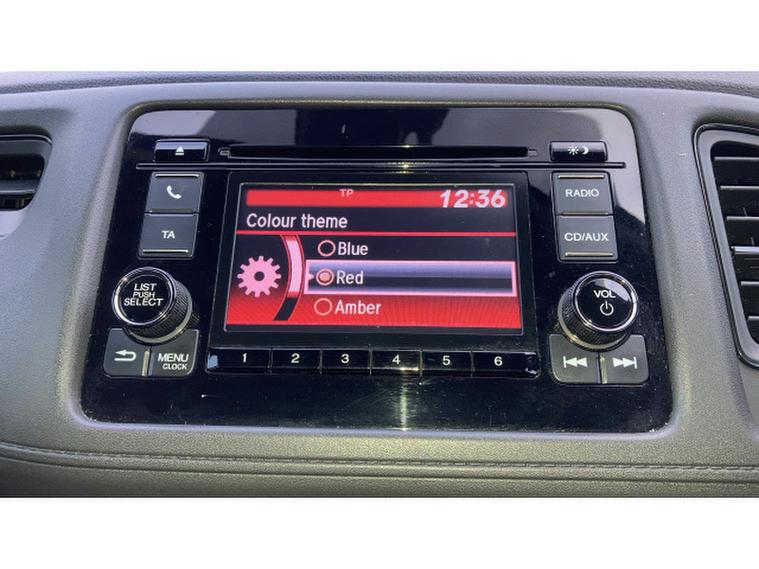 TP 12:36
Colour theme
Blue
Red
Amber
TA
RADIO
CD/AUX
LIST
PUSH
SELECT
VOL
MENU
CLOCK
1 2 3 4 5 6